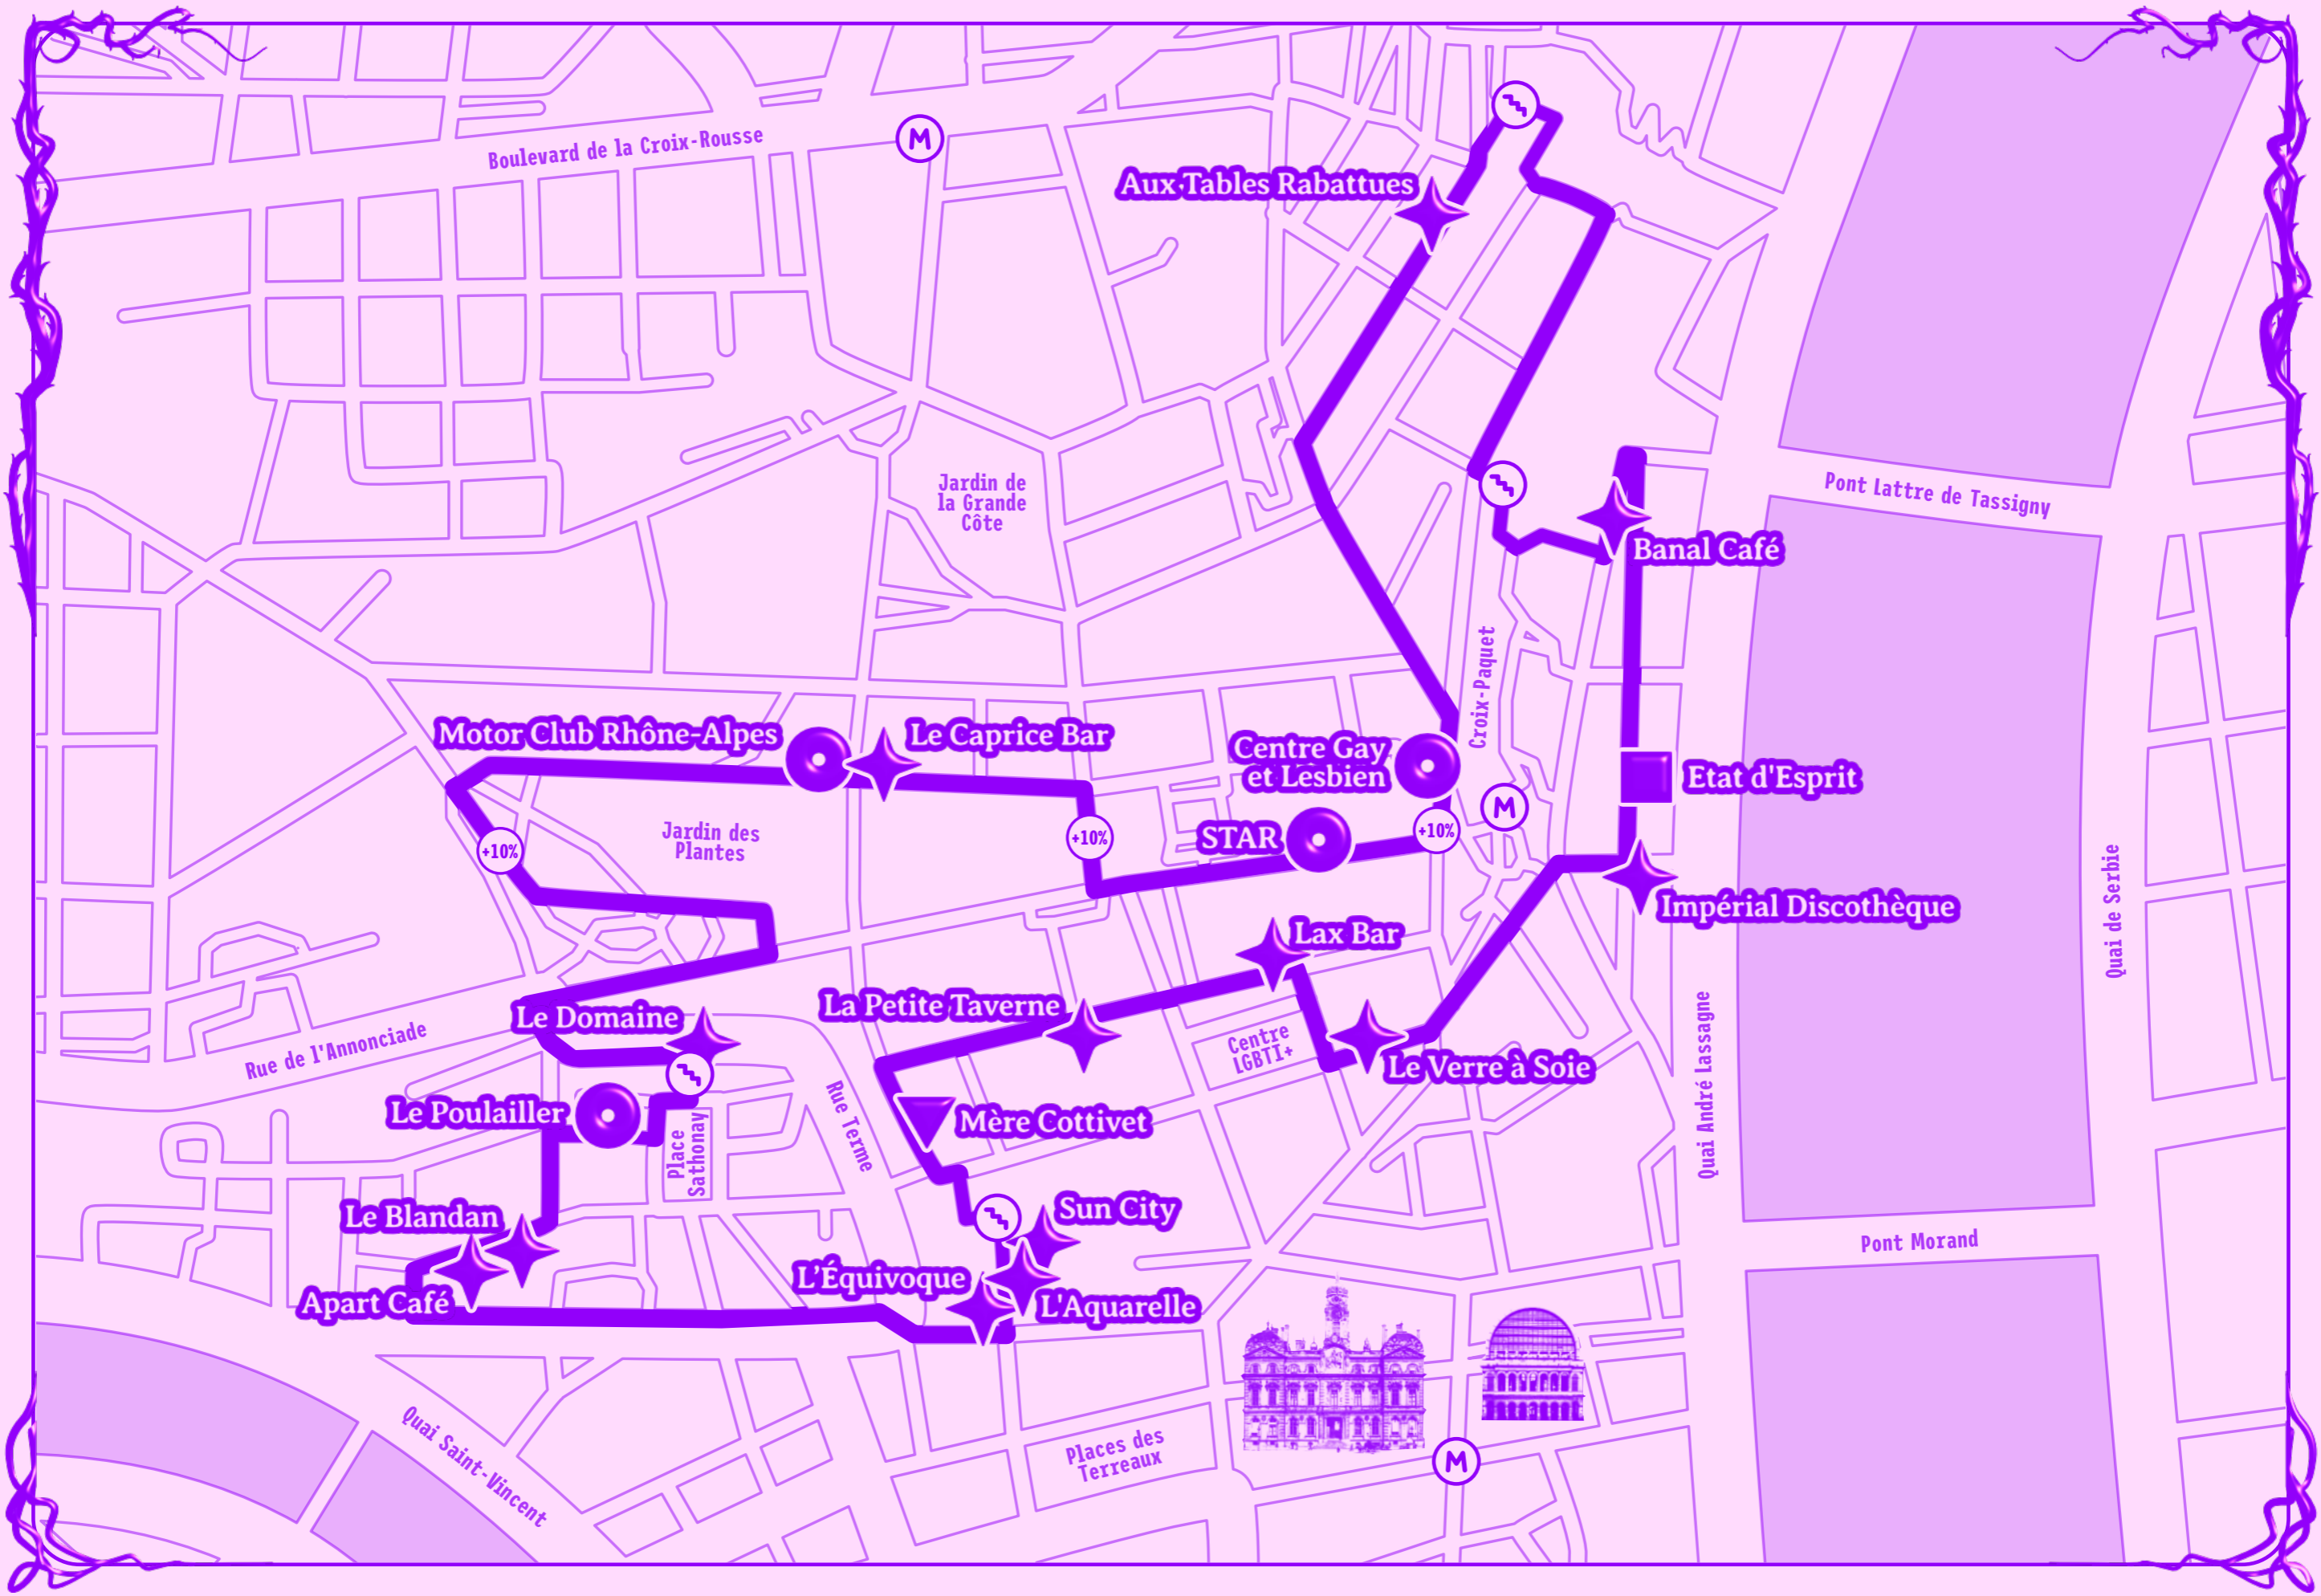 Boulevard de la Croix-Rousse
M
Aux Tables Rabattues
Jardin de
la Grande
Côte
Pont Lattre de Tassigny
Banal Café
Croix-Paquet
Motor Club Rhône-Alpes
Le Caprice Bar
Centre Gay
et Lesbien
Etat d'Esprit
M
STAR
+10%
+10%
+10%
Jardin des
Plantes
Impérial Discothèque
Quai de Serbie
Lax Bar
La Petite Taverne
Le Domaine
Rue de l'Annonciade
Centre
LGBTI+
Le Verre à Soie
Quai André Lassagne
Le Poulailler
Place
Sathonay
Rue Terme
Mère Cottivet
Le Blandan
Sun City
Pont Morand
L'Équivoque
Apart Café
L'Aquarelle
Quai Saint-Vincent
Places des
Terreaux
M